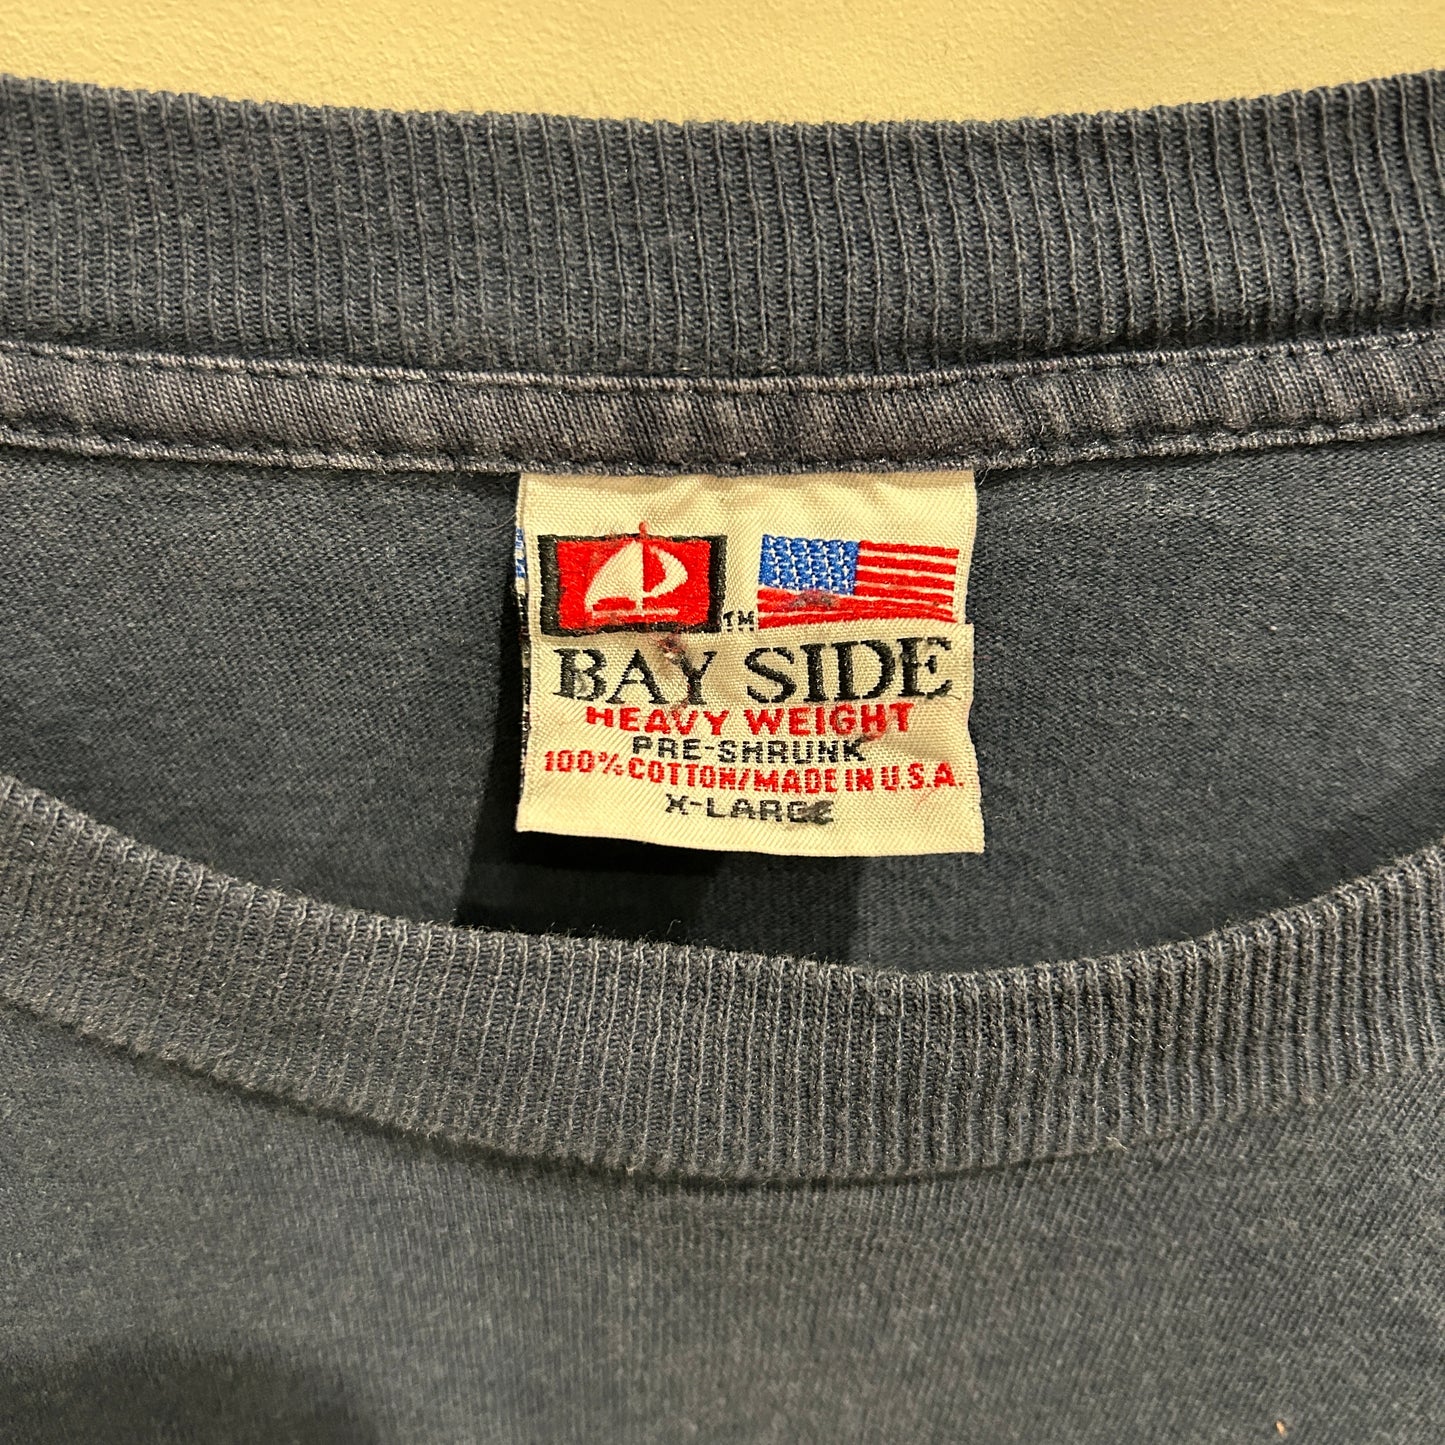 TM
BAY SIDE
HEAVY WEIGHT
PRE-SHRUNK
100% COTTON/MADE IN U.S.A.
X-LARGE